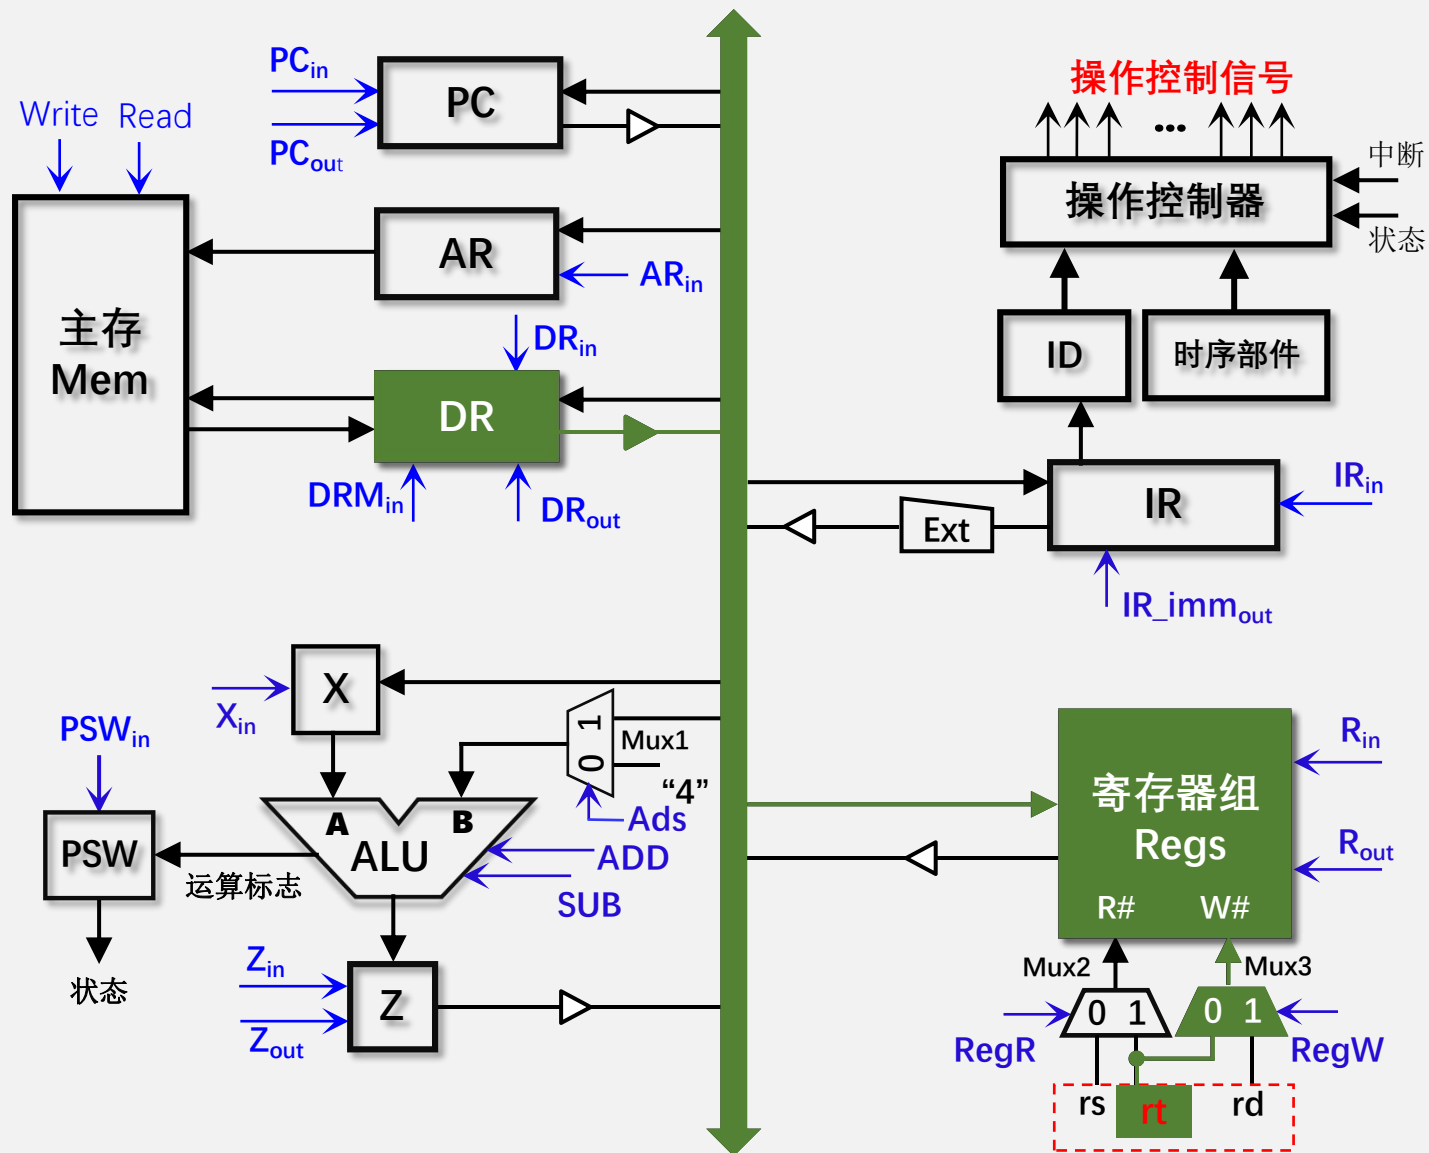 PCin
PC
PCout
Write
Read
操作控制信号
...
中断
操作控制器
状态
AR
ARin
主存
Mem
DRin
DR
DRMin
DRout
ID
时序部件
IR
IRin
Ext
IR_immout
X
Xin
PSWin
1
0
Mux1
“4”
Ads
A
B
ALU
ADD
SUB
PSW
运算标志
状态
Zin
Z
Zout
寄存器组
Regs
Rin
Rout
R#
W#
Mux2
Mux3
0 1
0 1
RegR
RegW
rs
rt
rd